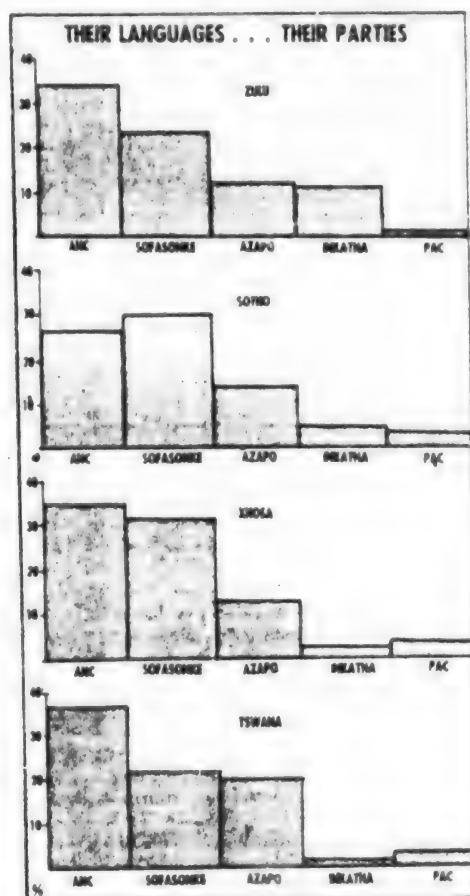 THEIR LANGUAGES . . . THEIR PARTIES
40
ZULU
30
20
10
ANC SOFASONKE AZAPO INKATHA PAC
40
SOTHO
30
20
10
0 ANC SOFASONKE AZAPO INKATHA PAC
40
XHOSA
30
20
10
ANC SOFASONKE AZAPO INKATHA PAC
40
TSWANA
30
20
10
% ANC SOFASONKE AZAPO INKATHA PAC